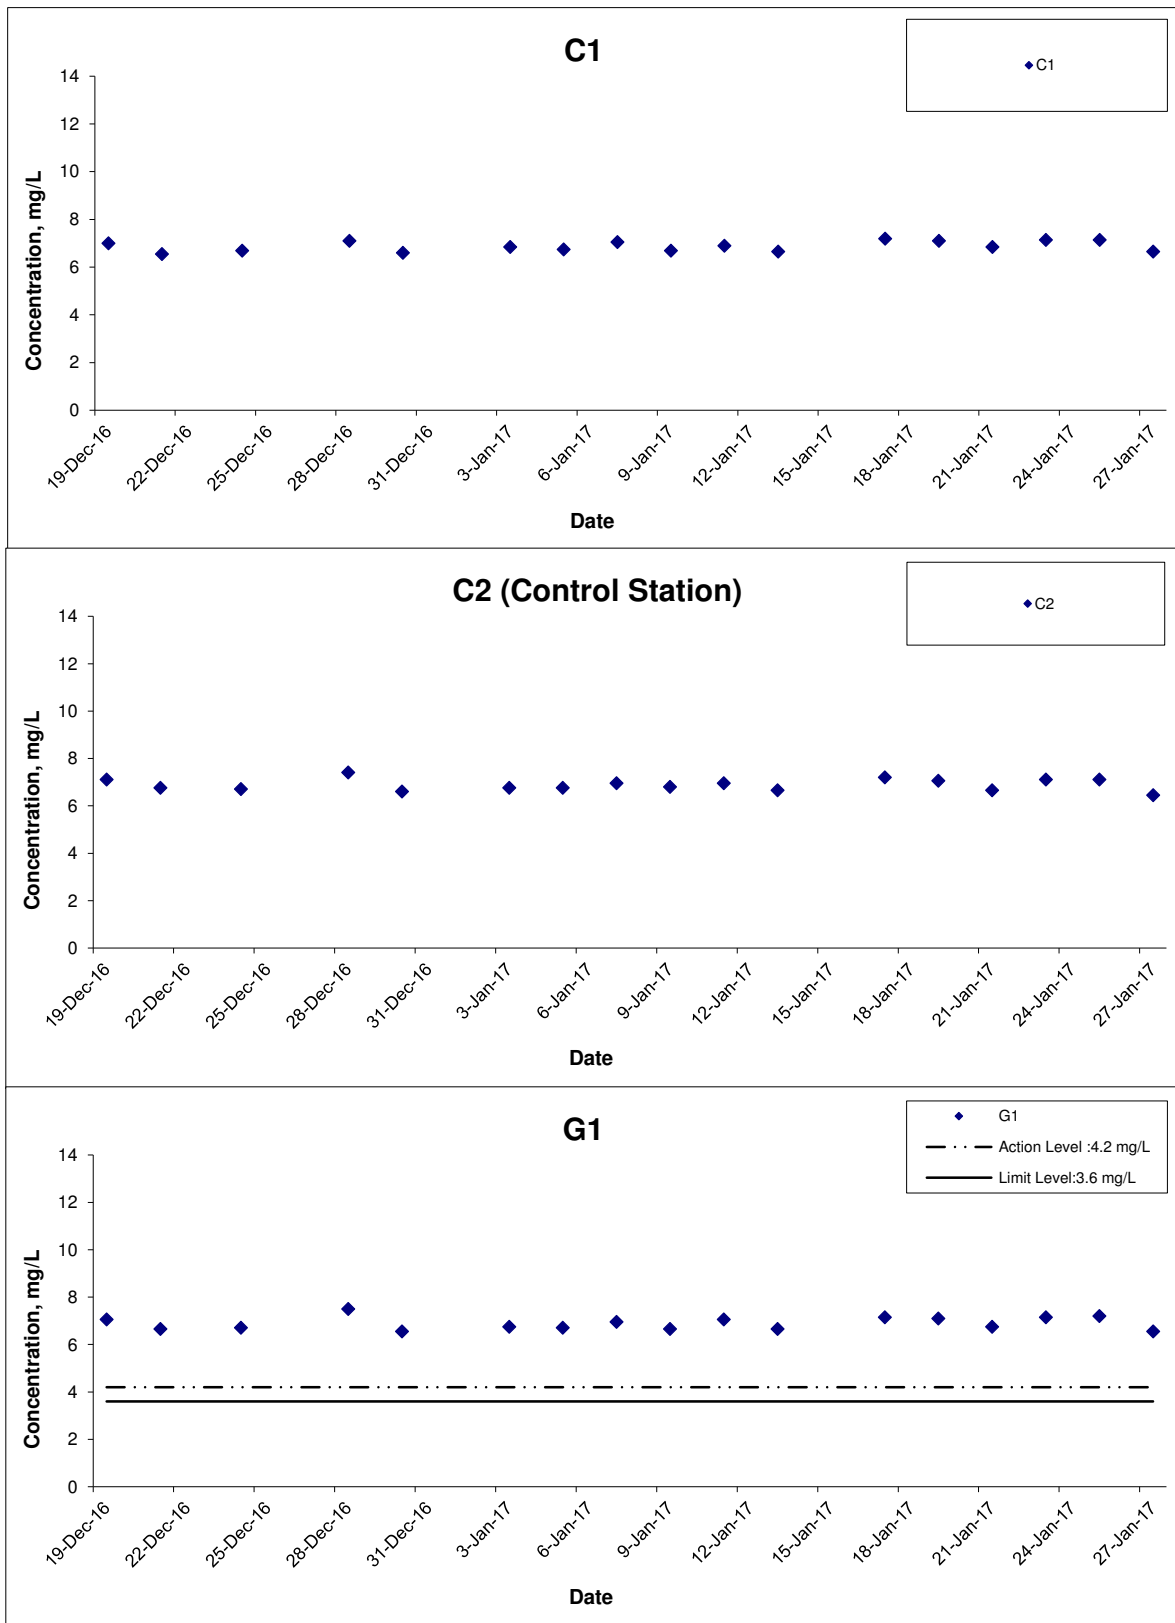 C1
C1
Concentration, mg/L
14
12
10
8
6
4
2
0
19-Dec-16
22-Dec-16
25-Dec-16
28-Dec-16
31-Dec-16
3-Jan-17
6-Jan-17
9-Jan-17
12-Jan-17
15-Jan-17
18-Jan-17
21-Jan-17
24-Jan-17
27-Jan-17
Date
C2 (Control Station)
C2
Concentration, mg/L
14
12
10
8
6
4
2
0
19-Dec-16
22-Dec-16
25-Dec-16
28-Dec-16
31-Dec-16
3-Jan-17
6-Jan-17
9-Jan-17
12-Jan-17
15-Jan-17
18-Jan-17
21-Jan-17
24-Jan-17
27-Jan-17
Date
G1
G1
Action Level :4.2 mg/L
Limit Level:3.6 mg/L
Concentration, mg/L
14
12
10
8
6
4
2
0
19-Dec-16
22-Dec-16
25-Dec-16
28-Dec-16
31-Dec-16
3-Jan-17
6-Jan-17
9-Jan-17
12-Jan-17
15-Jan-17
18-Jan-17
21-Jan-17
24-Jan-17
27-Jan-17
Date